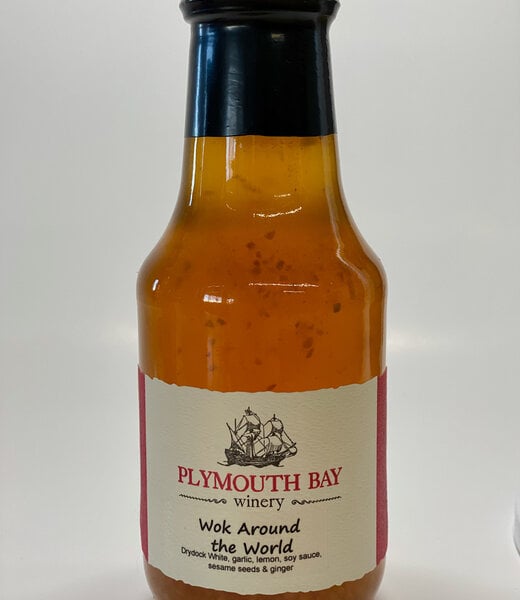 PLYMOUTH BAY
winery
Wok Around
the World
Drydock White, garlic, lemon, soy sauce,
sesame seeds & ginger